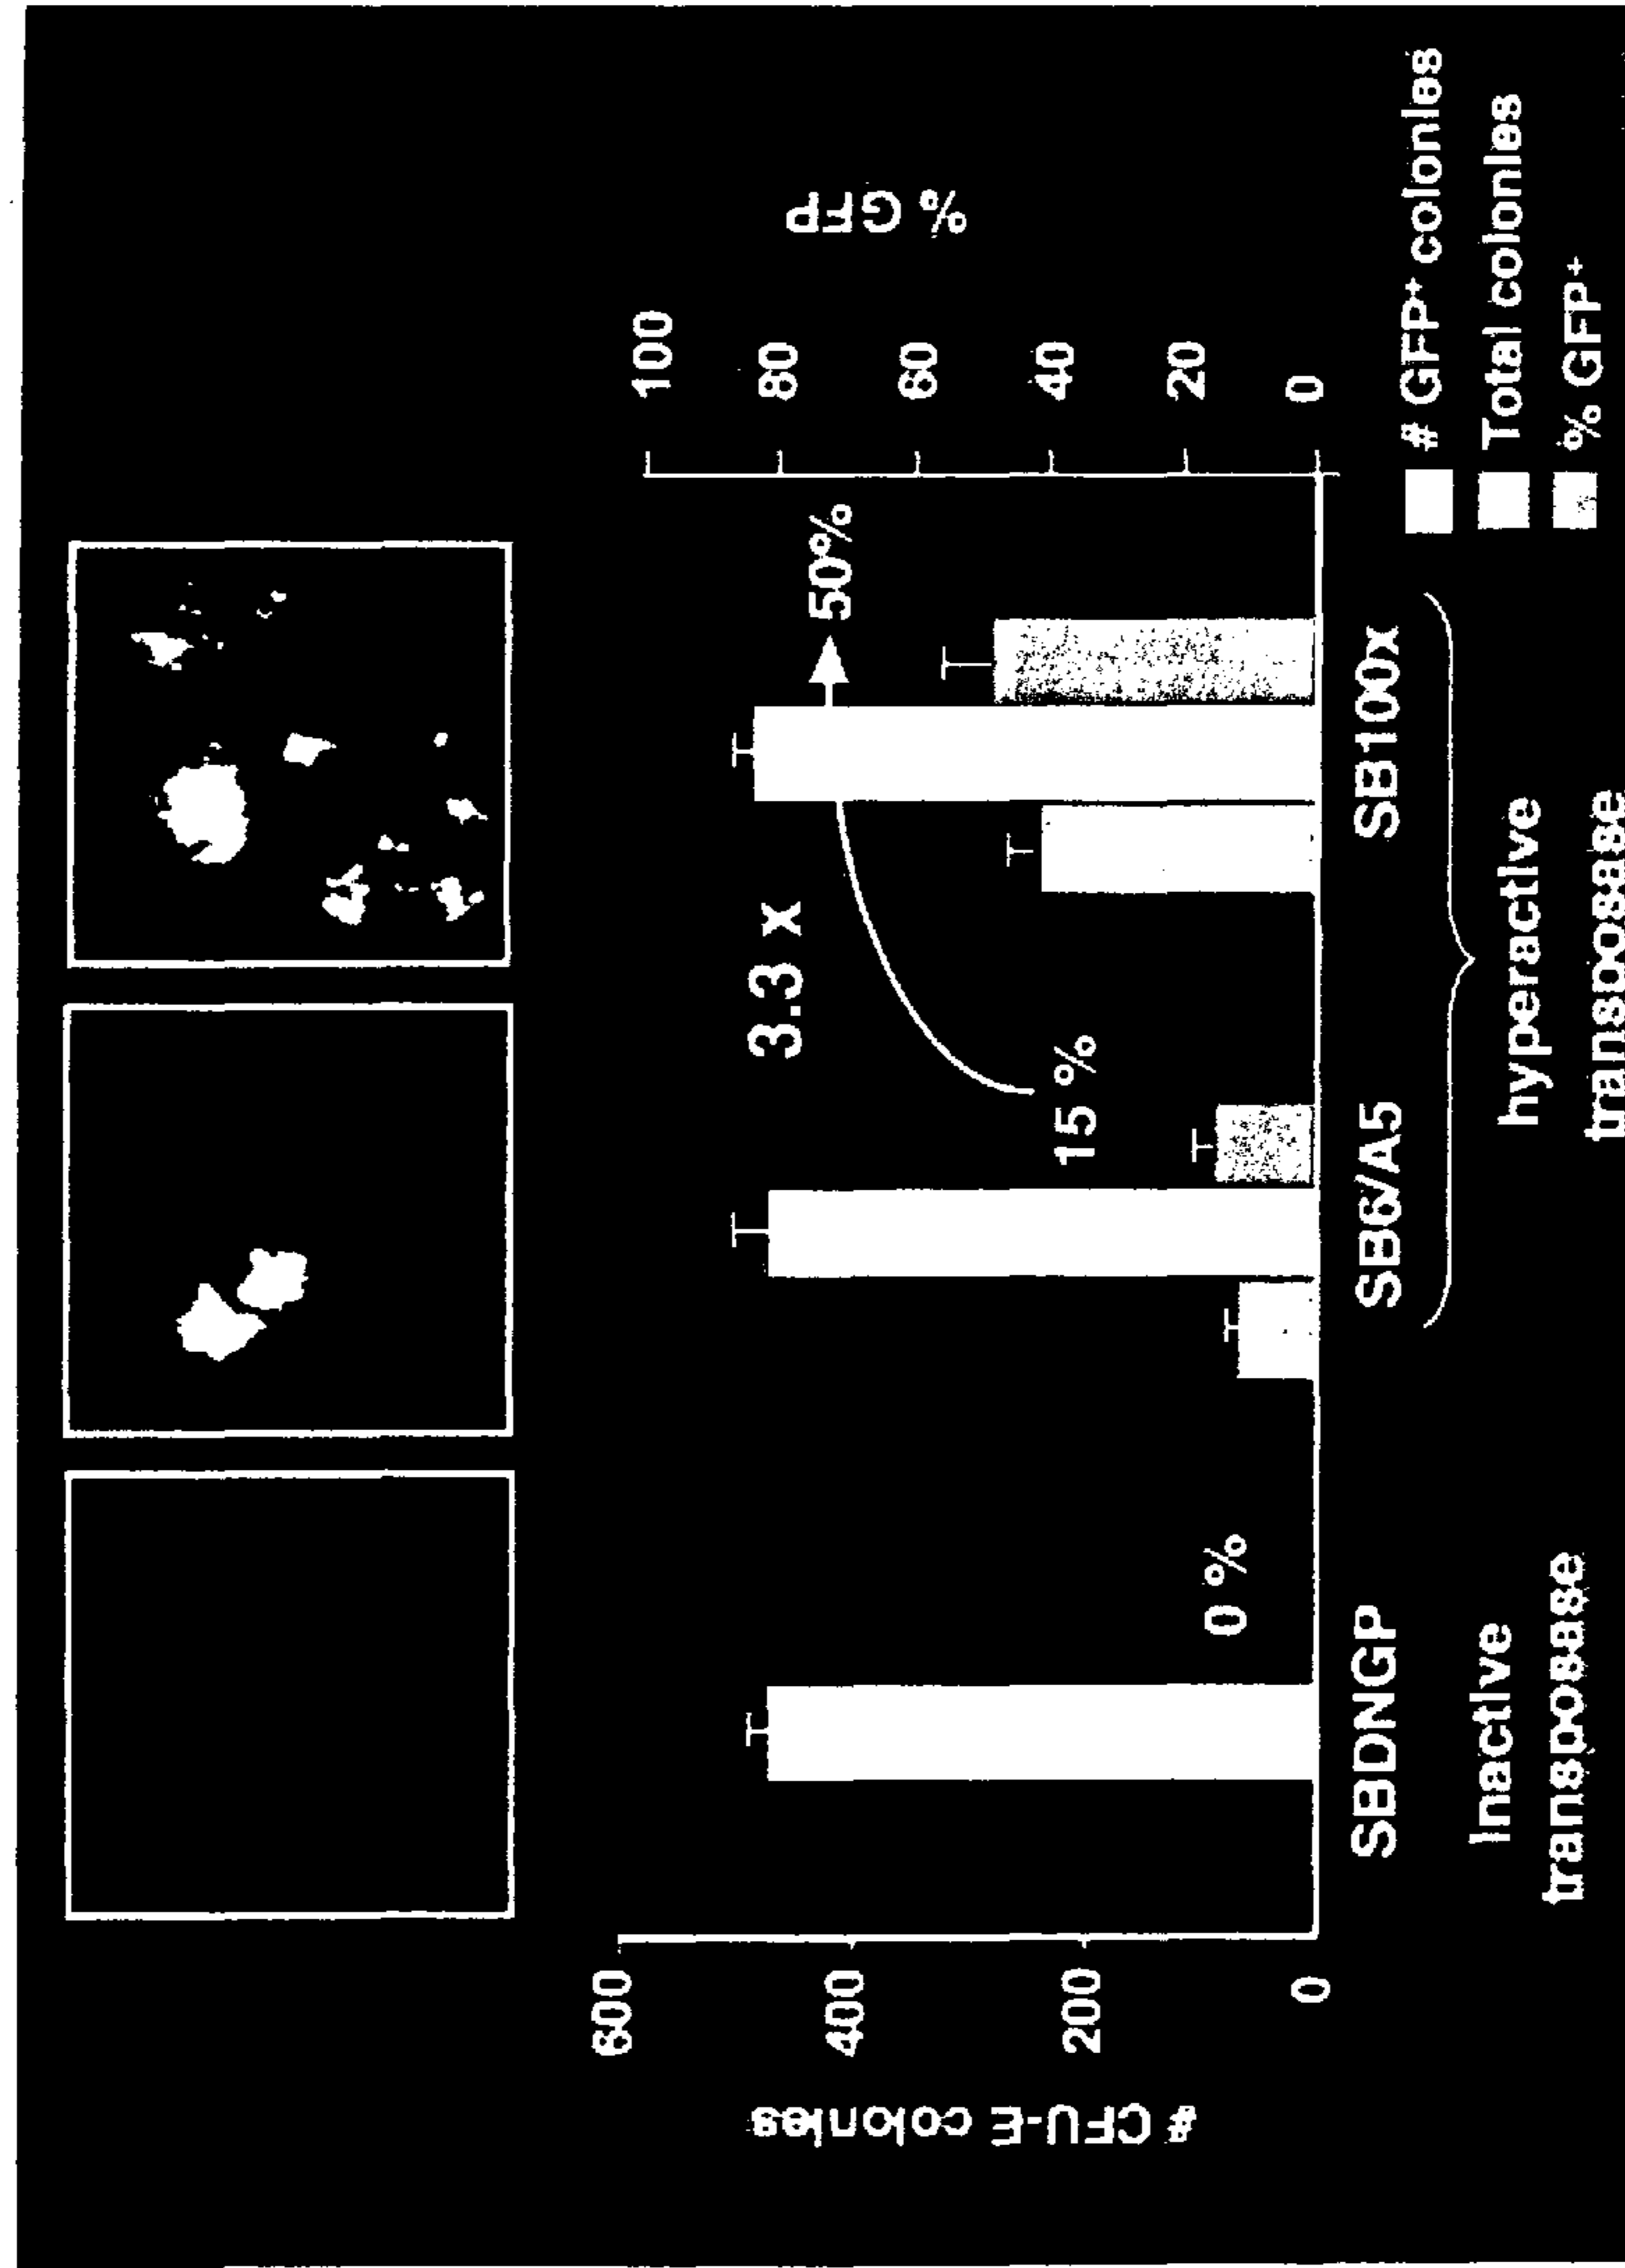 # CFU-E colonies
600
400
200
0
3.3 x
50%
15 %
0 %
% GFP
100
80
60
40
20
0
SBDNGP
SB6/A5
SB100x
Inactive
transposase
hyperactive
transposase
# GFP⁺ colonies
Total colonies
% GFP⁺